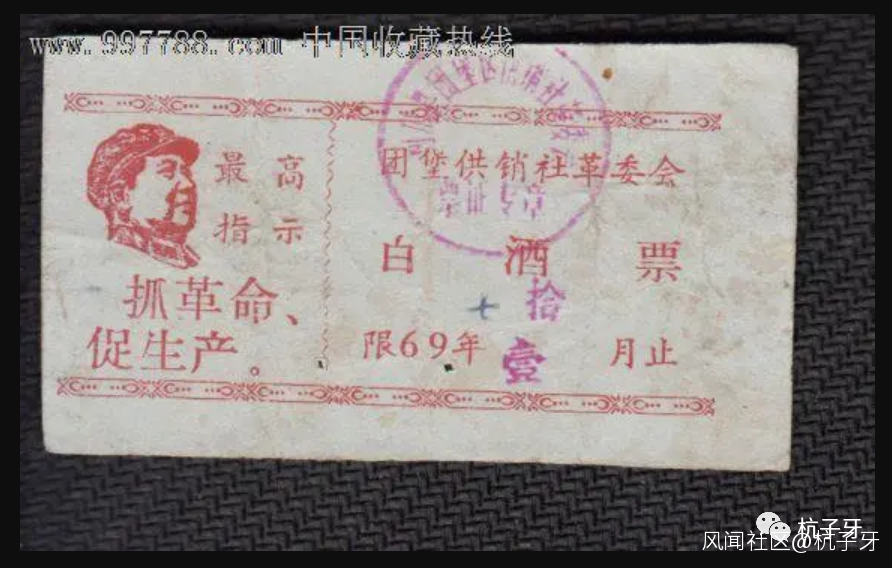 www.997788.com 中国收藏热线
最高
指示
抓革命、
促生产。
团堡供销社革委会
白酒票
拾
壹
限69年 月止
杭子牙
风闻社区@杭子牙